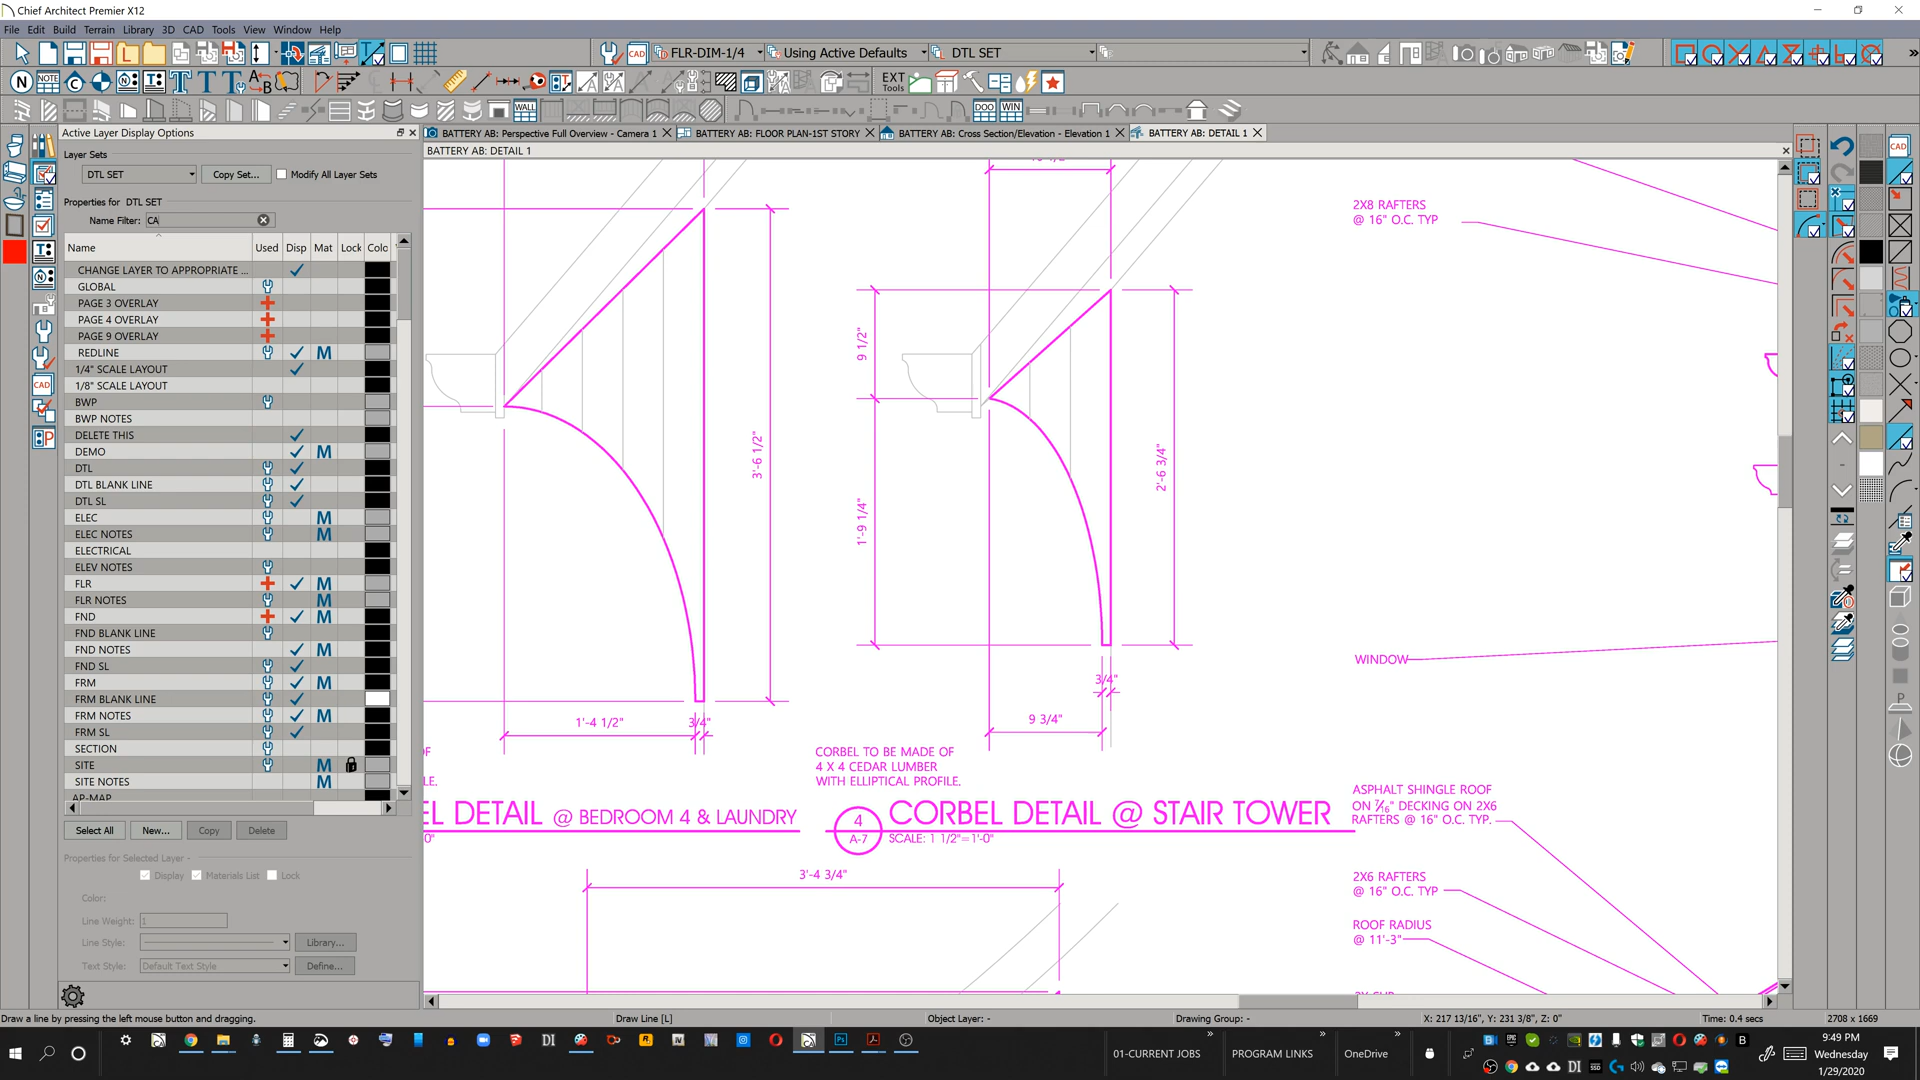 Chief Architect Premier X12
File Edit Build Terrain Library 3D CAD Tools View Window Help
FLR-DIM-1/4 Using Active Defaults DTL SET
EXT Tools
WALL DOO WIN
Active Layer Display Options
BATTERY AB: Perspective Full Overview - Camera 1
BATTERY AB: FLOOR PLAN-1ST STORY
BATTERY AB: Cross Section/Elevation - Elevation 1
BATTERY AB: DETAIL 1
BATTERY AB: DETAIL 1
Layer Sets
DTL SET Copy Set... Modify All Layer Sets
Properties for DTL SET
Name Filter: CA
Name Used Disp Mat Lock Colo
CHANGE LAYER TO APPROPRIATE ...
GLOBAL
PAGE 3 OVERLAY
PAGE 4 OVERLAY
PAGE 9 OVERLAY
REDLINE M
1/4" SCALE LAYOUT
1/8" SCALE LAYOUT
BWP
BWP NOTES
DELETE THIS
DEMO M
DTL
DTL BLANK LINE
DTL SL
ELEC M
ELEC NOTES M
ELECTRICAL
ELEV NOTES
FLR M
FLR NOTES M
FND M
FND BLANK LINE
FND NOTES M
FND SL
FRM M
FRM BLANK LINE
FRM NOTES M
FRM SL
SECTION
SITE M
SITE NOTES M
AP-MAP
Select All New... Copy Delete
Properties for Selected Layer -
Display Materials List Lock
Color:
Line Weight: 1
Line Style: Library...
Text Style: Default Text Style Define...
3'-6 1/2"
1'-4 1/2"
3/4"
9 1/2"
1'-9 1/4"
2'-6 3/4"
3/4"
9 3/4"
CORBEL TO BE MADE OF
4 X 4 CEDAR LUMBER
WITH ELLIPTICAL PROFILE.
EL DETAIL @ BEDROOM 4 & LAUNDRY
4
A-7
CORBEL DETAIL @ STAIR TOWER
SCALE: 1 1/2"=1'-0"
3'-4 3/4"
2X8 RAFTERS
@ 16" O.C. TYP
WINDOW
ASPHALT SHINGLE ROOF
ON 7/16" DECKING ON 2X6
RAFTERS @ 16" O.C. TYP.
2X6 RAFTERS
@ 16" O.C. TYP
ROOF RADIUS
@ 11'-3"
Draw a line by pressing the left mouse button and dragging.
Draw Line [L]
Object Layer: -
Drawing Group: -
X: 217 13/16", Y: 231 3/8", Z: 0"
Time: 0.4 secs
2708 x 1669
01-CURRENT JOBS
PROGRAM LINKS
OneDrive
9:49 PM
Wednesday
1/29/2020